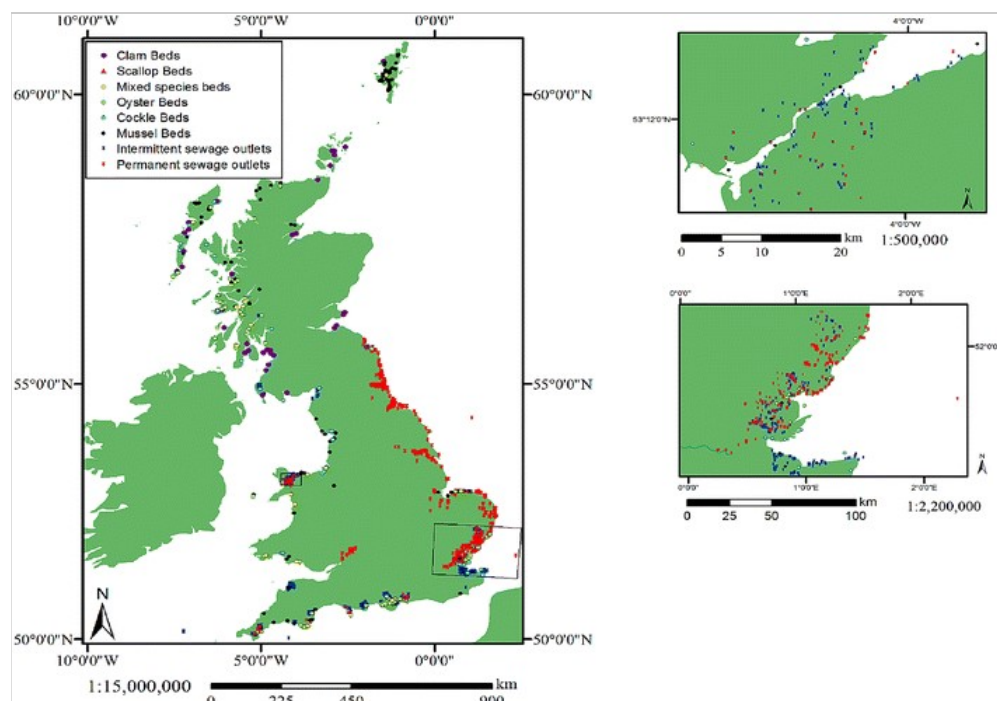 10°0'0"W 5°0'0"W 0°0'0"
Clam Beds
Scallop Beds
Mixed species beds
Oyster Beds
Cockle Beds
Mussel Beds
Intermittent sewage outlets
Permanent sewage outlets
60°0'0"N 60°0'0"N
55°0'0"N 55°0'0"N
50°0'0"N 50°0'0"N
N
10°0'0"W 5°0'0"W 0°0'0"
1:15,000,000
km
0 225 450 900
4°0'0"W
53°12'0"N
N
4°0'0"W
km
0 5 10 20
1:500,000
0°0'0" 1°0'0"E 2°0'0"E
52°0'0
N
0°0'0" 1°0'0"E 2°0'0"E
km
0 25 50 100
1:2,200,000